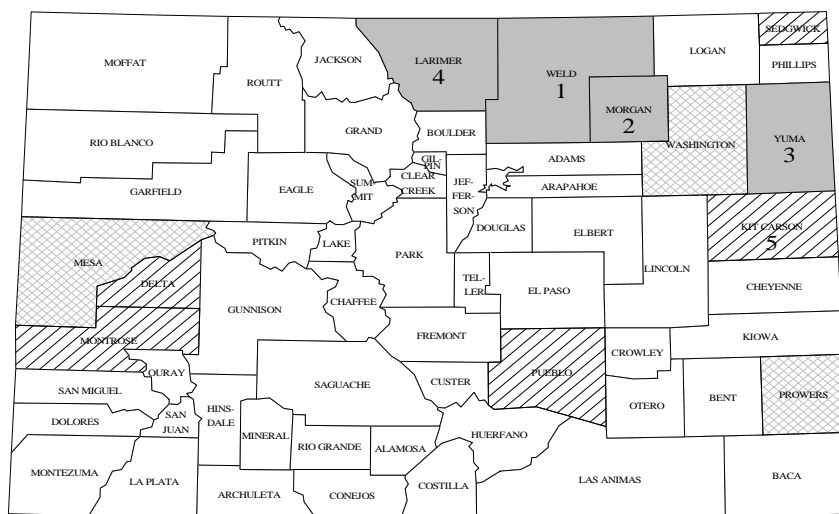 SEDGWICK
LOGAN
PHILLIPS
MOFFAT
ROUTT
JACKSON
LARIMER
4
WELD
1
MORGAN
2
WASHINGTON
YUMA
3
RIO BLANCO
GRAND
BOULDER
GIL-
PIN
CLEAR
CREEK
ADAMS
ARAPAHOE
GARFIELD
EAGLE
SUM-
MIT
JEF-
FER-
SON
DOUGLAS
ELBERT
KIT CARSON
5
MESA
PITKIN
LAKE
PARK
LINCOLN
DELTA
GUNNISON
CHAFFEE
TEL-
LER
EL PASO
CHEYENNE
MONTROSE
FREMONT
CROWLEY
KIOWA
OURAY
SAN MIGUEL
SAGUACHE
CUSTER
PUEBLO
OTERO
BENT
PROWERS
DOLORES
SAN
JUAN
HINS-
DALE
MINERAL
RIO GRANDE
ALAMOSA
HUERFANO
MONTEZUMA
LA PLATA
ARCHULETA
CONEJOS
COSTILLA
LAS ANIMAS
BACA